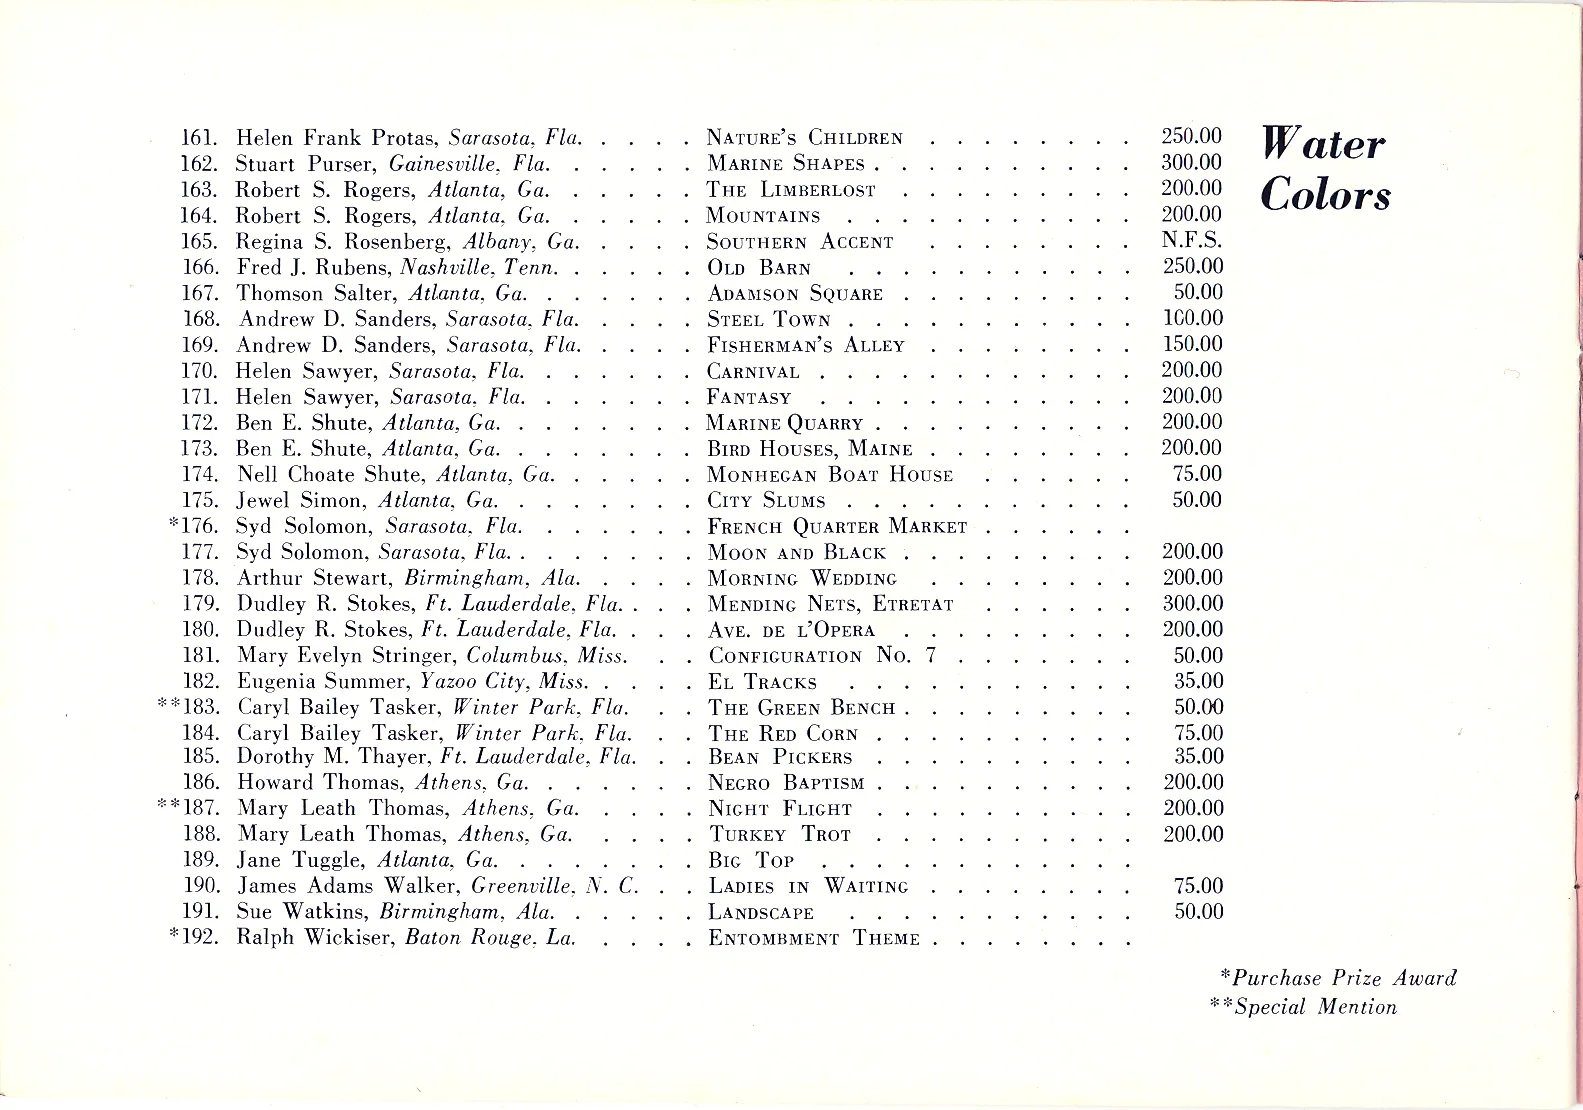 Water
Colors
161. Helen Frank Protas, Sarasota, Fla. . . . . NATURE'S CHILDREN . . . . . . . . 250.00
162. Stuart Purser, Gainesville, Fla. . . . . . MARINE SHAPES . . . . . . . . . . 300.00
163. Robert S. Rogers, Atlanta, Ga. . . . . . THE LIMBERLOST . . . . . . . . . 200.00
164. Robert S. Rogers, Atlanta, Ga. . . . . . MOUNTAINS . . . . . . . . . . . 200.00
165. Regina S. Rosenberg, Albany, Ga. . . . . SOUTHERN ACCENT . . . . . . . . N.F.S.
166. Fred J. Rubens, Nashville, Tenn. . . . . . OLD BARN . . . . . . . . . . . 250.00
167. Thomson Salter, Atlanta, Ga. . . . . . . ADAMSON SQUARE . . . . . . . . . 50.00
168. Andrew D. Sanders, Sarasota, Fla. . . . . STEEL TOWN . . . . . . . . . . . 100.00
169. Andrew D. Sanders, Sarasota, Fla. . . . . FISHERMAN'S ALLEY . . . . . . . . 150.00
170. Helen Sawyer, Sarasota, Fla. . . . . . . CARNIVAL . . . . . . . . . . . . 200.00
171. Helen Sawyer, Sarasota, Fla. . . . . . . FANTASY . . . . . . . . . . . . 200.00
172. Ben E. Shute, Atlanta, Ga. . . . . . . . MARINE QUARRY . . . . . . . . . . 200.00
173. Ben E. Shute, Atlanta, Ga. . . . . . . . BIRD HOUSES, MAINE . . . . . . . . 200.00
174. Nell Choate Shute, Atlanta, Ga. . . . . . MONHEGAN BOAT HOUSE . . . . . . 75.00
175. Jewel Simon, Atlanta, Ga. . . . . . . . CITY SLUMS . . . . . . . . . . . 50.00
*176. Syd Solomon, Sarasota, Fla. . . . . . . FRENCH QUARTER MARKET . . . . . .
177. Syd Solomon, Sarasota, Fla. . . . . . . . MOON AND BLACK . . . . . . . . . 200.00
178. Arthur Stewart, Birmingham, Ala. . . . . MORNING WEDDING . . . . . . . . 200.00
179. Dudley R. Stokes, Ft. Lauderdale, Fla. . . . MENDING NETS, ETRETAT . . . . . . 300.00
180. Dudley R. Stokes, Ft. Lauderdale, Fla. . . . AVE. DE L'OPERA . . . . . . . . . 200.00
181. Mary Evelyn Stringer, Columbus, Miss. . . CONFIGURATION NO. 7 . . . . . . . 50.00
182. Eugenia Summer, Yazoo City, Miss. . . . . EL TRACKS . . . . . . . . . . . 35.00
**183. Caryl Bailey Tasker, Winter Park, Fla. . . THE GREEN BENCH . . . . . . . . . 50.00
184. Caryl Bailey Tasker, Winter Park, Fla. . . THE RED CORN . . . . . . . . . . 75.00
185. Dorothy M. Thayer, Ft. Lauderdale, Fla. . . BEAN PICKERS . . . . . . . . . . 35.00
186. Howard Thomas, Athens, Ga. . . . . . . NEGRO BAPTISM . . . . . . . . . . 200.00
**187. Mary Leath Thomas, Athens, Ga. . . . . NIGHT FLIGHT . . . . . . . . . . 200.00
188. Mary Leath Thomas, Athens, Ga. . . . . TURKEY TROT . . . . . . . . . . 200.00
189. Jane Tuggle, Atlanta, Ga. . . . . . . . BIG TOP . . . . . . . . . . . .
190. James Adams Walker, Greenville, N. C. . . LADIES IN WAITING . . . . . . . . 75.00
191. Sue Watkins, Birmingham, Ala. . . . . . LANDSCAPE . . . . . . . . . . . 50.00
*192. Ralph Wickiser, Baton Rouge, La. . . . . ENTOMBMENT THEME . . . . . . . .
*Purchase Prize Award
**Special Mention